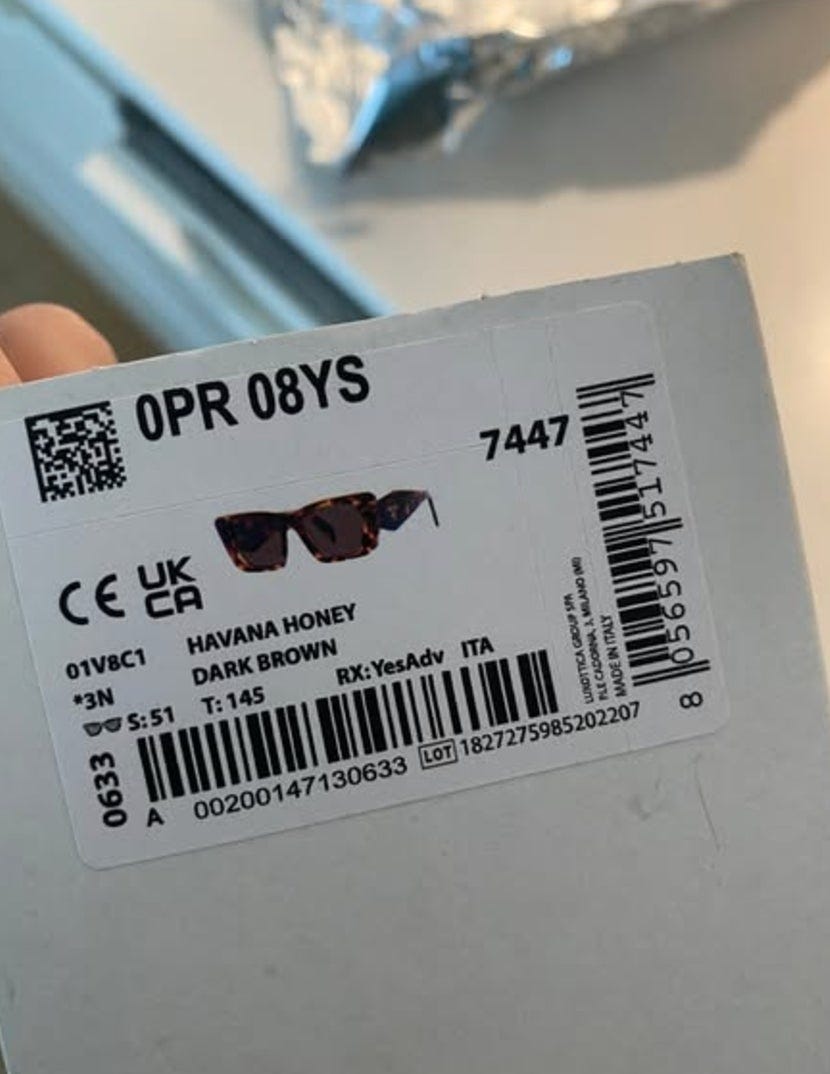 0PR 08YS
7447
CE UK
CA
01V8C1 HAVANA HONEY
*3N DARK BROWN
S: 51 T: 145 RX: YesAdv ITA
0633
A 00200147130633 LOT 1827275985202207
LUXOTTICA GROUP SPA
P.LE CADORNA, 3, MILANO (MI)
MADE IN ITALY
8 056597 517447